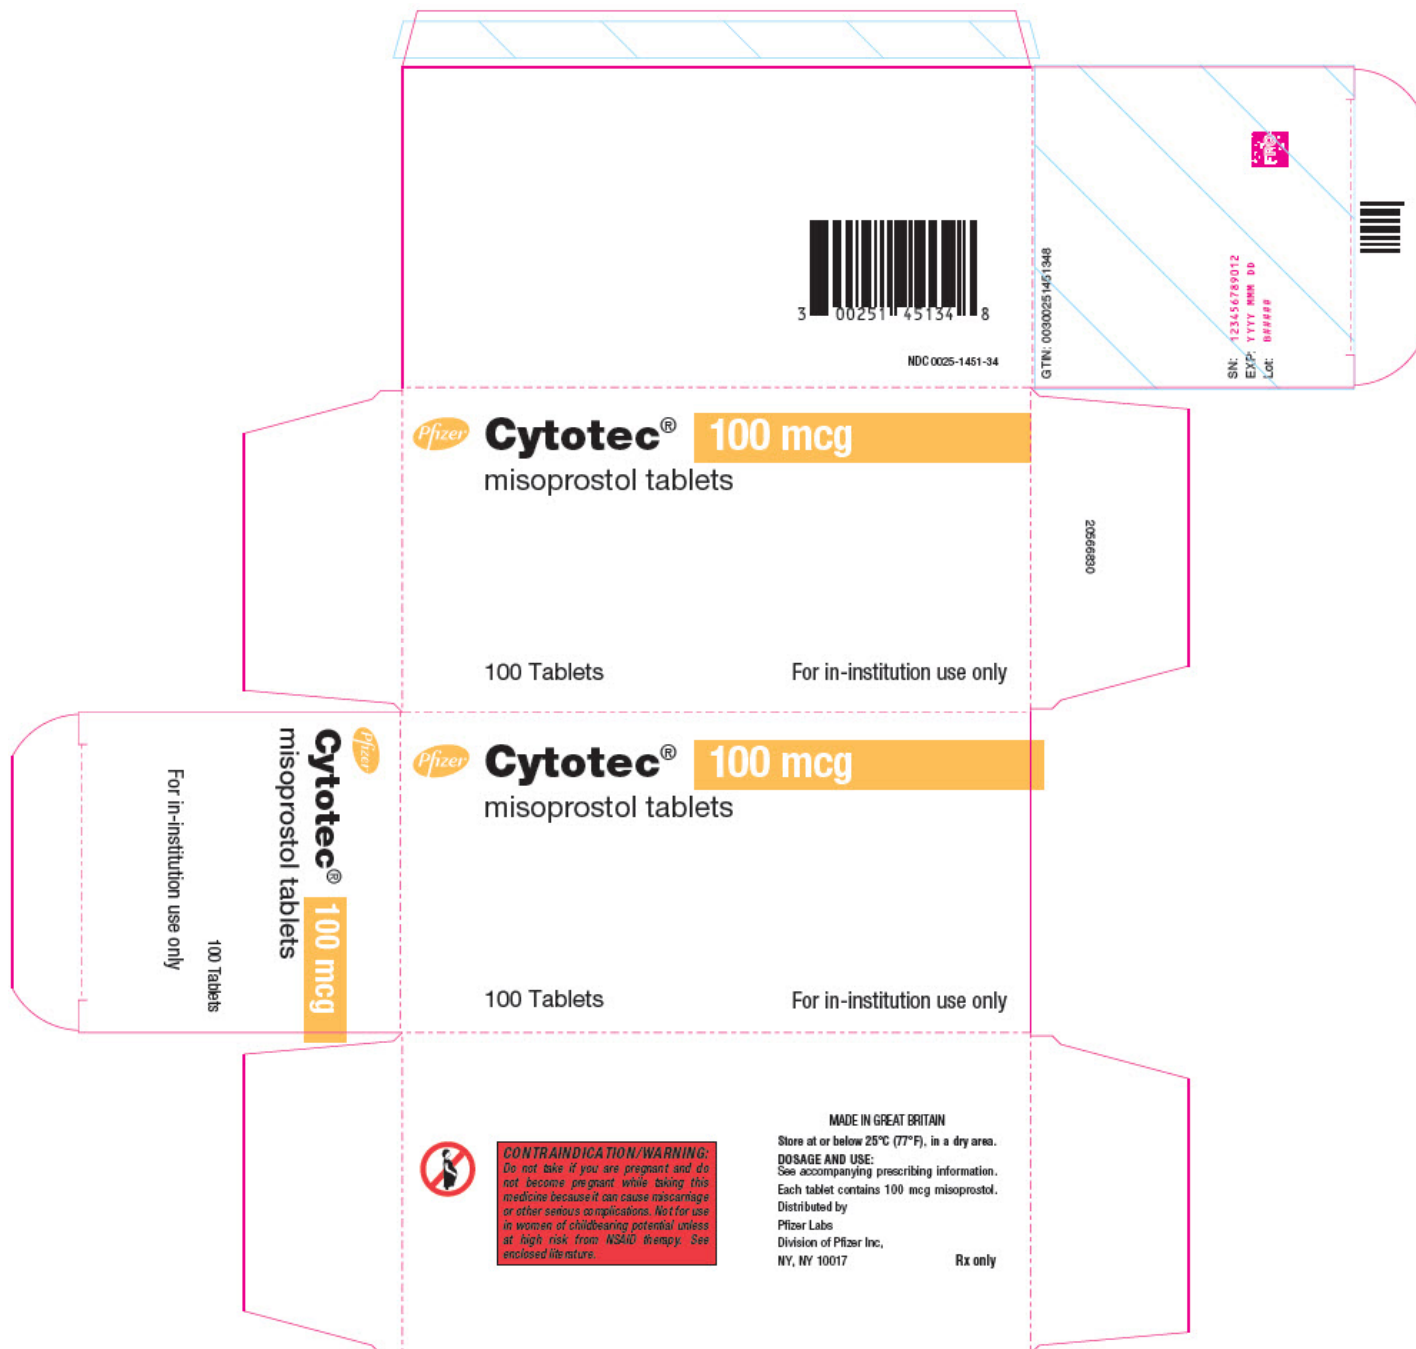 3 00251 45134 8
NDC 0025-1451-34
GTIN: 00300251451348
SN: 123456789012
EXP: YYYY MMM DD
Lot: B######
Pfizer Cytotec® 100 mcg
misoprostol tablets
20566830
100 Tablets For in-institution use only
Pfizer
Cytotec® 100 mcg
misoprostol tablets
100 Tablets
For in-institution use only
Pfizer Cytotec® 100 mcg
misoprostol tablets
100 Tablets For in-institution use only
CONTRAINDICATION/WARNING:
Do not take if you are pregnant and do
not become pregnant while taking this
medicine because it can cause miscarriage
or other serious complications. Not for use
in women of childbearing potential unless
at high risk from NSAID therapy. See
enclosed literature.
MADE IN GREAT BRITAIN
Store at or below 25°C (77°F), in a dry area.
DOSAGE AND USE:
See accompanying prescribing information.
Each tablet contains 100 mcg misoprostol.
Distributed by
Pfizer Labs
Division of Pfizer Inc,
NY, NY 10017 Rx only